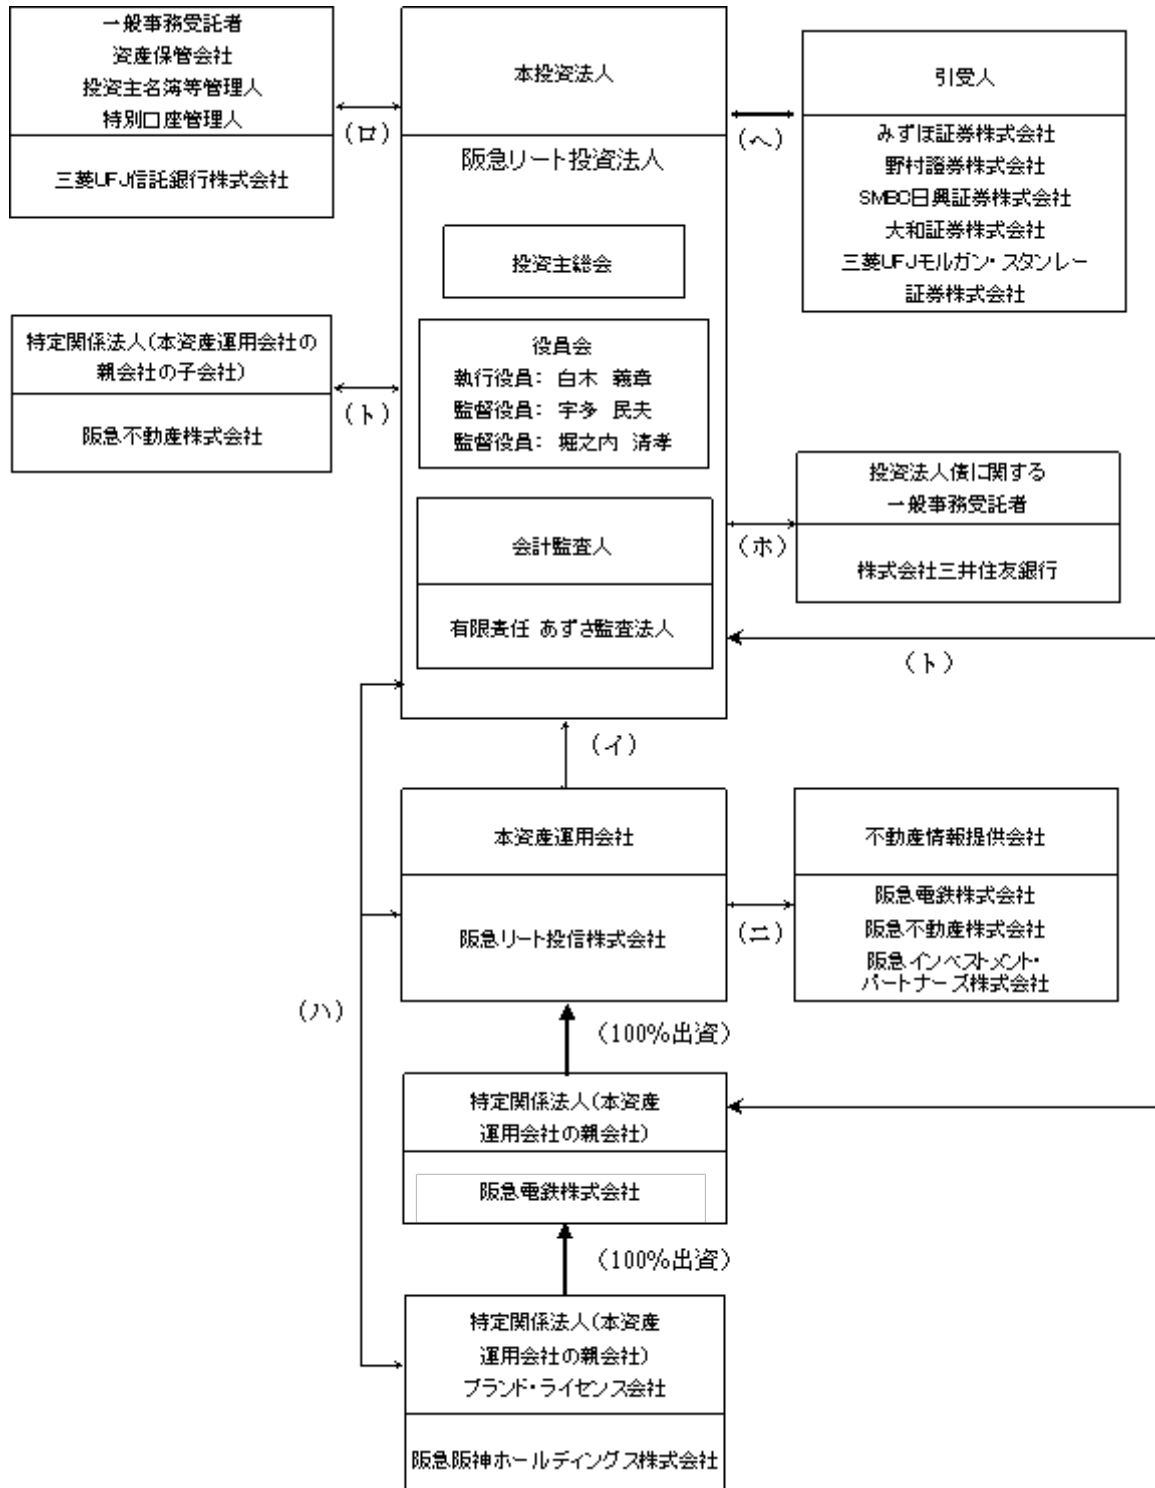 一般事務受託者
資産保管会社
投資主名簿等管理人
特別口座管理人
三菱UFJ信託銀行株式会社
(ロ)
本投資法人
阪急リート投資法人
投資主総会
役員会
執行役員: 白木 義章
監督役員: 宇多 民夫
監督役員: 堀之内 清孝
会計監査人
有限責任 あずさ監査法人
(ヘ)
引受人
みずほ証券株式会社
野村證券株式会社
SMBC日興証券株式会社
大和証券株式会社
三菱UFJモルガン・スタンレー
証券株式会社
特定関係法人(本資産運用会社の
親会社の子会社)
阪急不動産株式会社
(ト)
(ホ)
投資法人債に関する
一般事務受託者
株式会社三井住友銀行
(ト)
(イ)
本資産運用会社
阪急リート投信株式会社
(ニ)
不動産情報提供会社
阪急電鉄株式会社
阪急不動産株式会社
阪急インベストメント・
パートナーズ株式会社
(ハ)
(100%出資)
特定関係法人(本資産
運用会社の親会社)
阪急電鉄株式会社
(100%出資)
特定関係法人(本資産
運用会社の親会社)
ブランド・ライセンス会社
阪急阪神ホールディングス株式会社